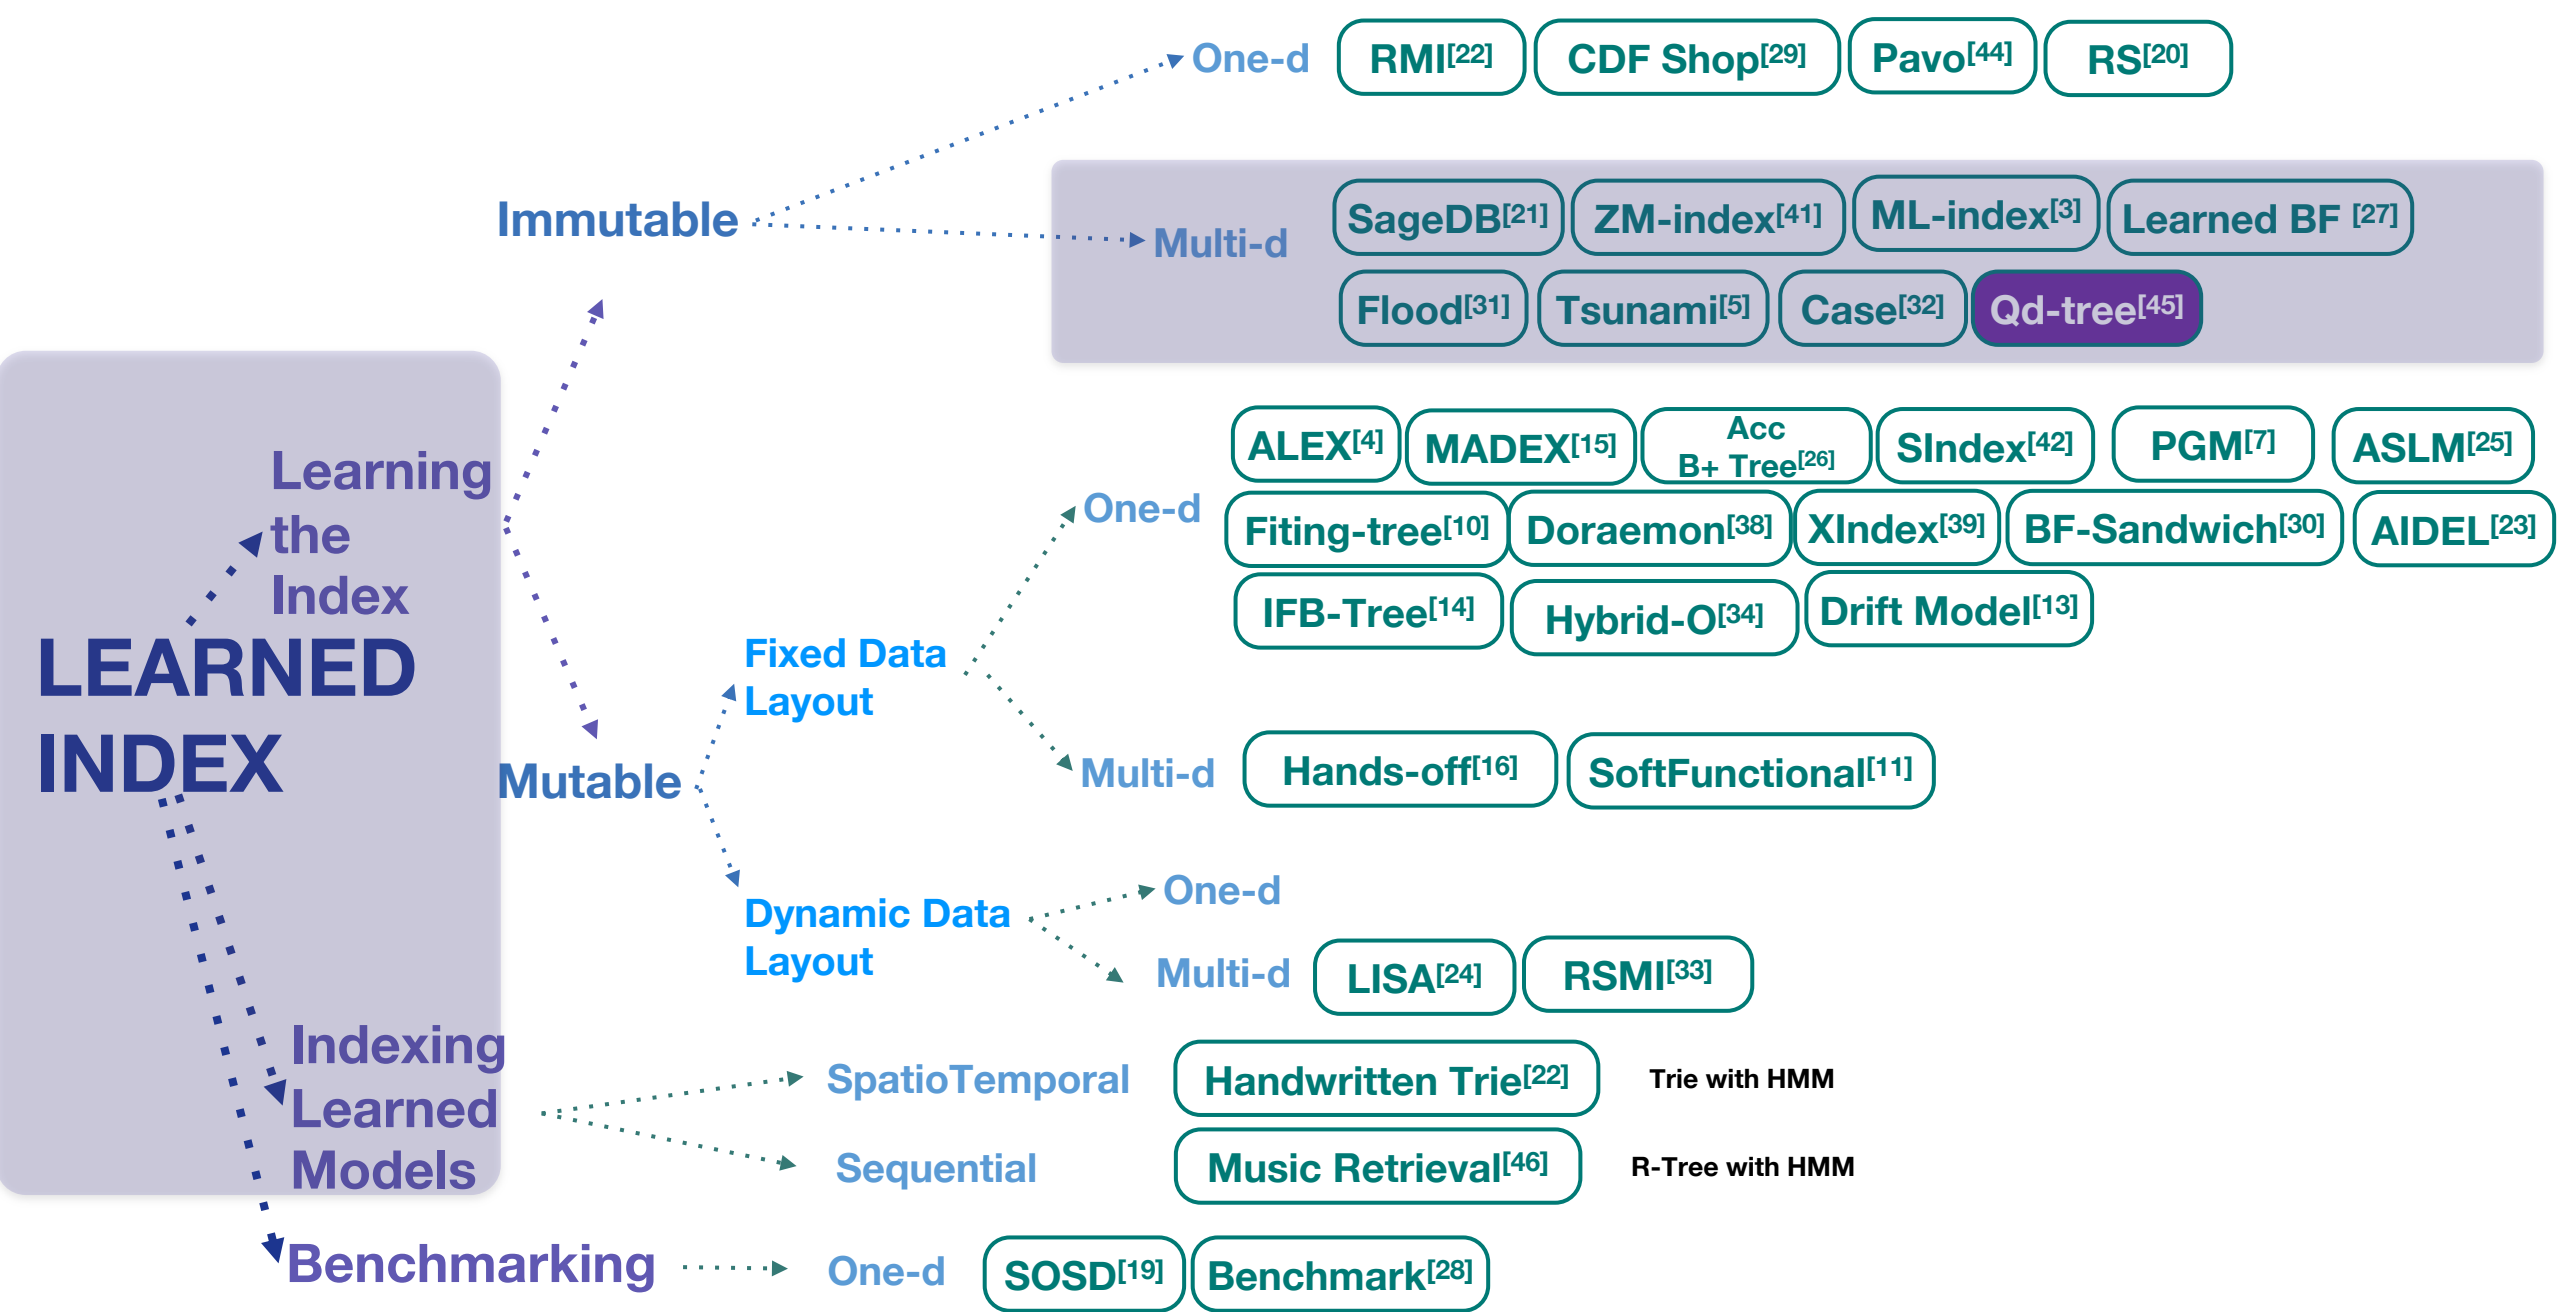 One-d
RMI[22]
CDF Shop[29]
Pavo[44]
RS[20]
Immutable
Multi-d
SageDB[21]
ZM-index[41]
ML-index[3]
Learned BF [27]
Flood[31]
Tsunami[5]
Case[32]
Qd-tree[45]
Learning
the
Index
LEARNED
INDEX
One-d
ALEX[4]
MADEX[15]
Acc
B+ Tree[26]
SIndex[42]
PGM[7]
ASLM[25]
Fiting-tree[10]
Doraemon[38]
XIndex[39]
BF-Sandwich[30]
AIDEL[23]
IFB-Tree[14]
Hybrid-O[34]
Drift Model[13]
Fixed Data
Layout
Mutable
Multi-d
Hands-off[16]
SoftFunctional[11]
Dynamic Data
Layout
One-d
Multi-d
LISA[24]
RSMI[33]
Indexing
Learned
Models
SpatioTemporal
Handwritten Trie[22]
Trie with HMM
Sequential
Music Retrieval[46]
R-Tree with HMM
Benchmarking
One-d
SOSD[19]
Benchmark[28]